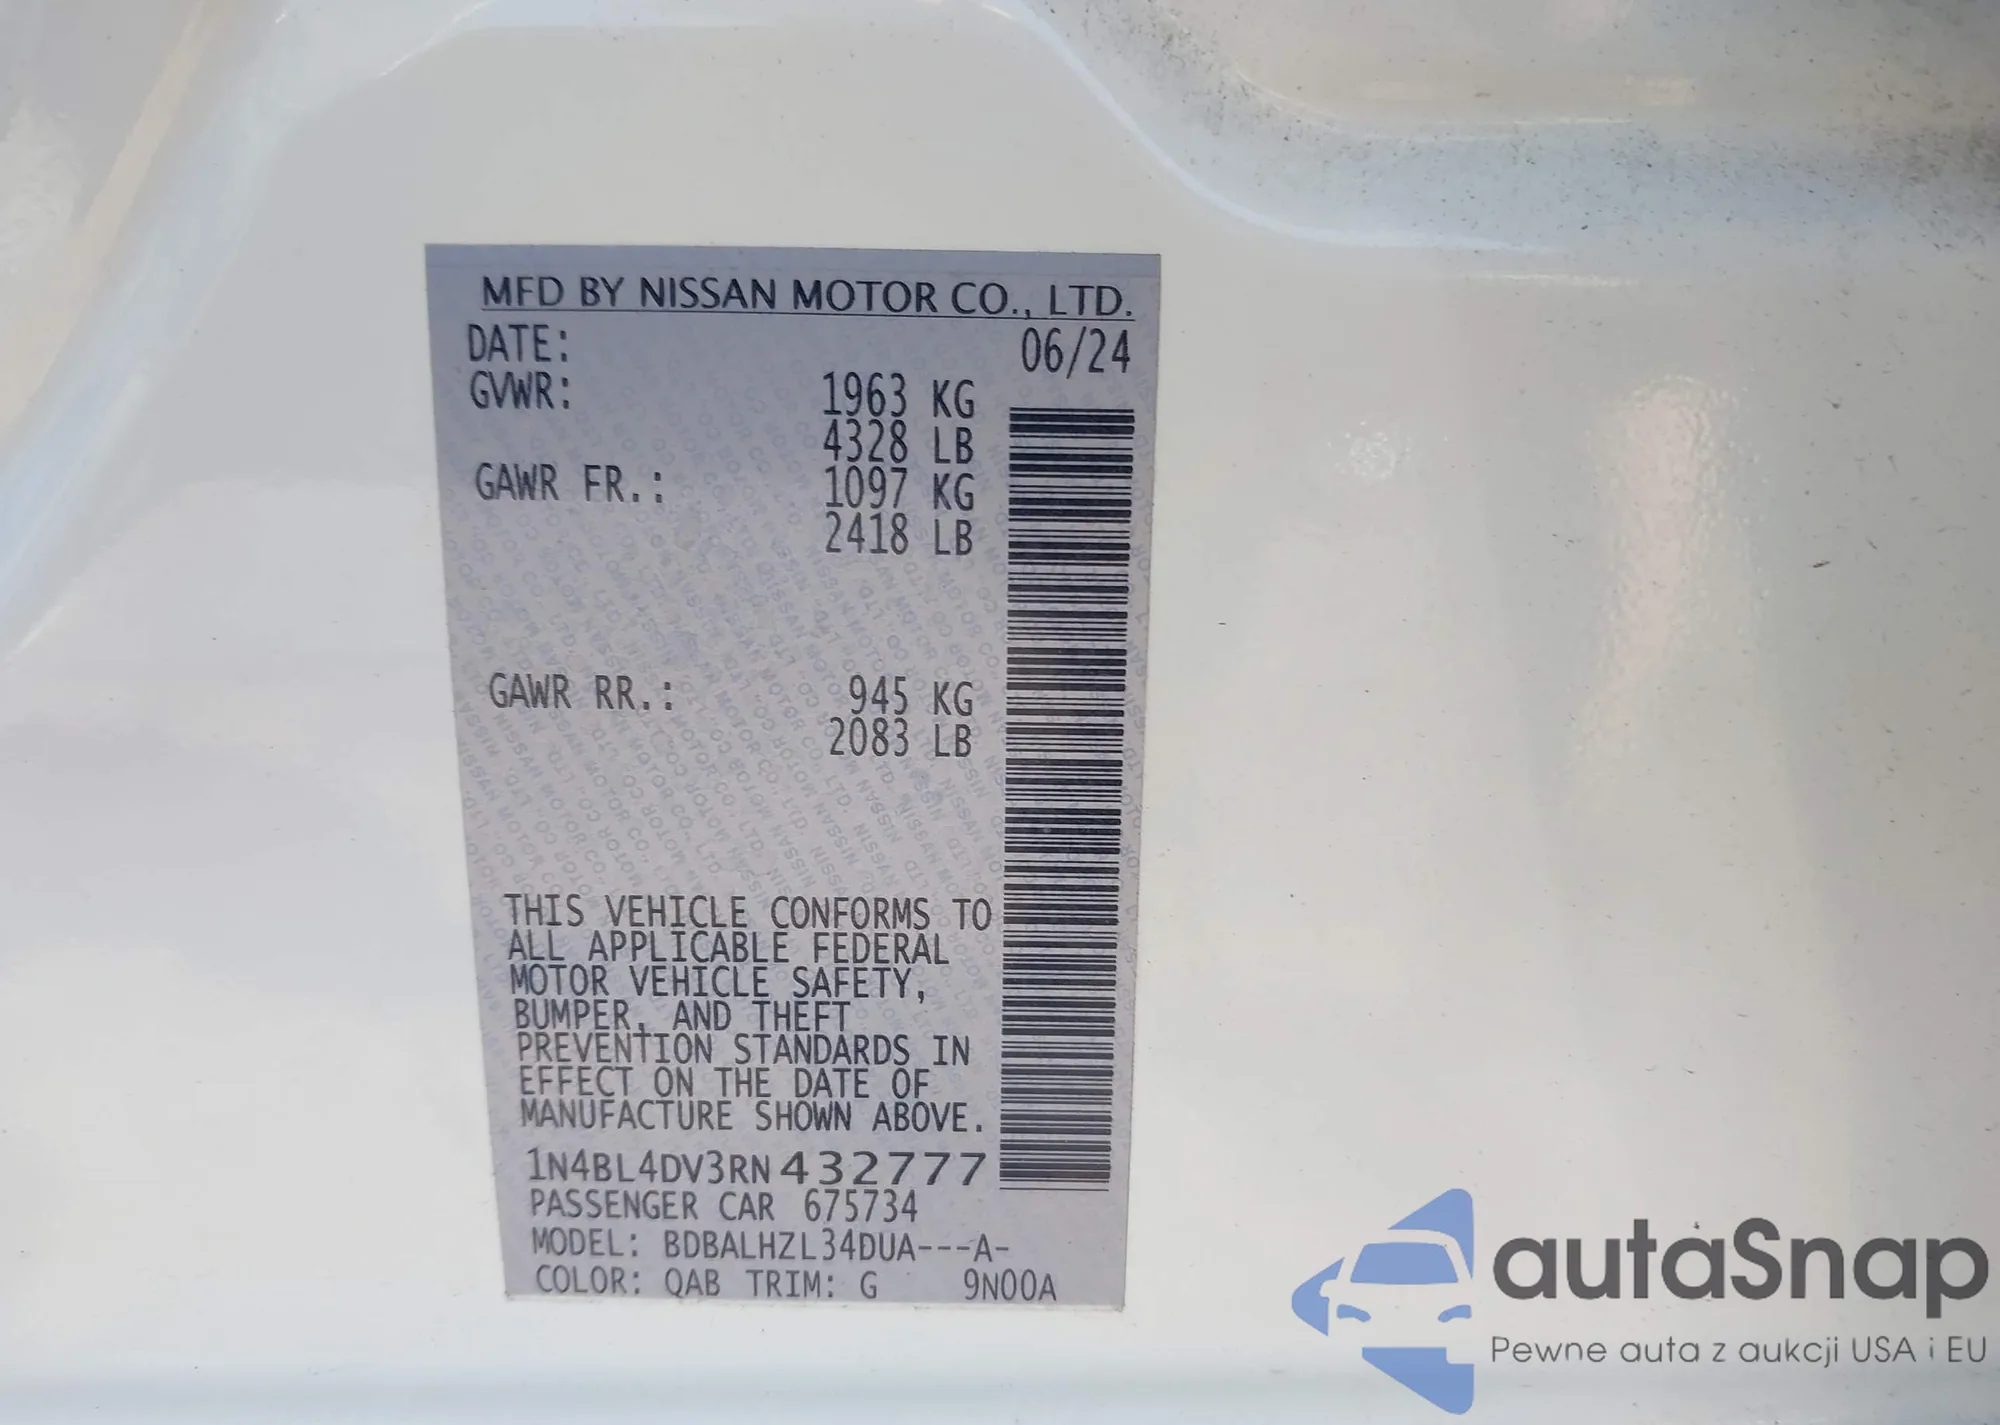 MFD BY NISSAN MOTOR CO., LTD.
DATE: 06/24
GVWR: 1963 KG
4328 LB
GAWR FR.: 1097 KG
2418 LB
GAWR RR.: 945 KG
2083 LB
THIS VEHICLE CONFORMS TO
ALL APPLICABLE FEDERAL
MOTOR VEHICLE SAFETY,
BUMPER, AND THEFT
PREVENTION STANDARDS IN
EFFECT ON THE DATE OF
MANUFACTURE SHOWN ABOVE.
1N4BL4DV3RN432777
PASSENGER CAR 675734
MODEL: BDBALHZL34DUA---A-
COLOR: QAB TRIM: G 9N00A
autaSnap
Pewne auta z aukcji USA i EU